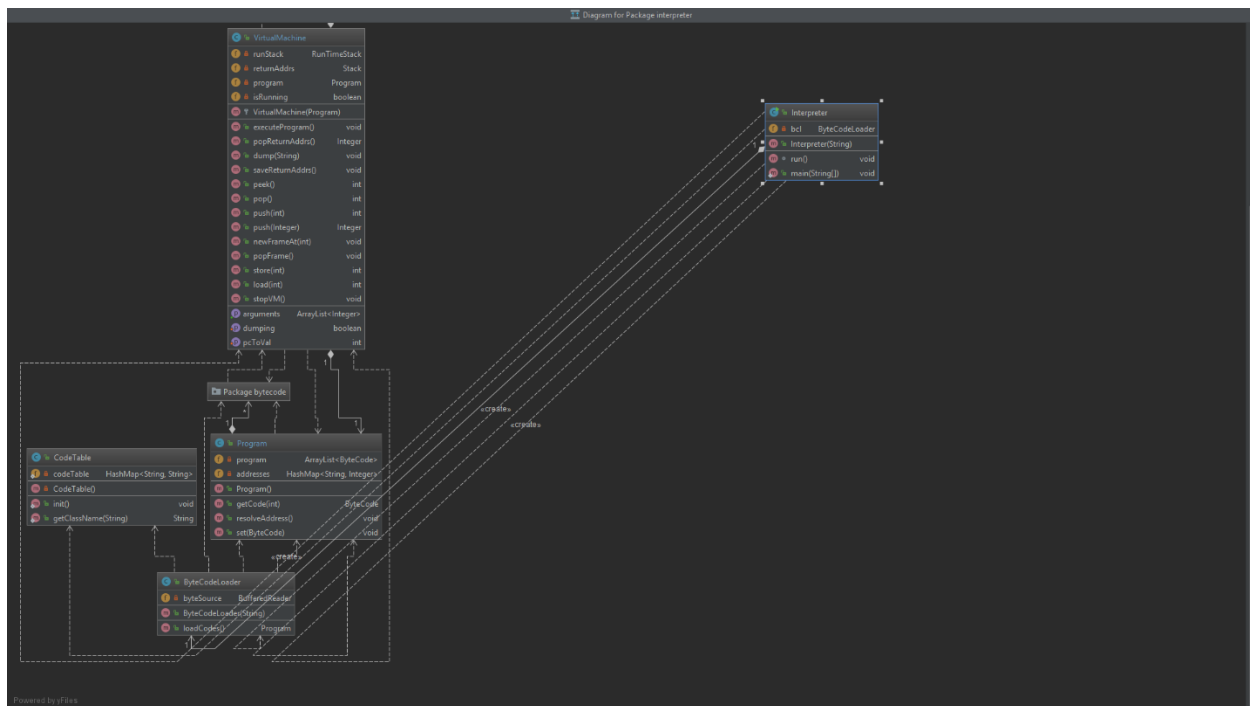 Diagram for Package interpreter
VirtualMachine
runStack RunTimeStack
returnAddrs Stack
program Program
isRunning boolean
VirtualMachine(Program)
executeProgram() void
popReturnAddrs() Integer
dump(String) void
saveReturnAddrs() void
peek() int
pop() int
push(int) int
push(Integer) Integer
newFrameAt(int) void
popFrame() void
store(int) int
load(int) int
stopVM() void
arguments ArrayList<Integer>
dumping boolean
pcToVal int
1
1
Package bytecode
*
1
Program
program ArrayList<ByteCode>
addresses HashMap<String, Integer>
Program()
getCode(int) ByteCode
resolveAddress() void
set(ByteCode) void
CodeTable
codeTable HashMap<String, String>
CodeTable()
init() void
getClassName(String) String
«create»
ByteCodeLoader
byteSource BufferedReader
ByteCodeLoader(String)
loadCodes() Program
1
Interpreter
bcl ByteCodeLoader
1
Interpreter(String)
run() void
main(String[]) void
«create»
«create»
Powered by yFiles